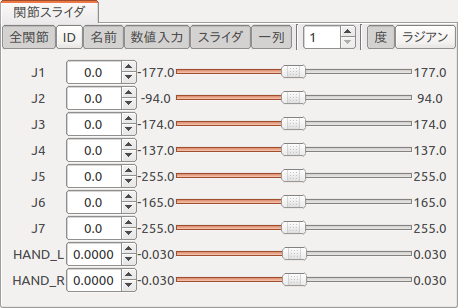 関節スライダ
全関節 ID 名前 数値入力 スライダ 一列 1 度 ラジアン
J1 0.0 -177.0 177.0
J2 0.0 -94.0 94.0
J3 0.0 -174.0 174.0
J4 0.0 -137.0 137.0
J5 0.0 -255.0 255.0
J6 0.0 -165.0 165.0
J7 0.0 -255.0 255.0
HAND_L 0.0000 -0.030 0.030
HAND_R 0.0000 -0.030 0.030